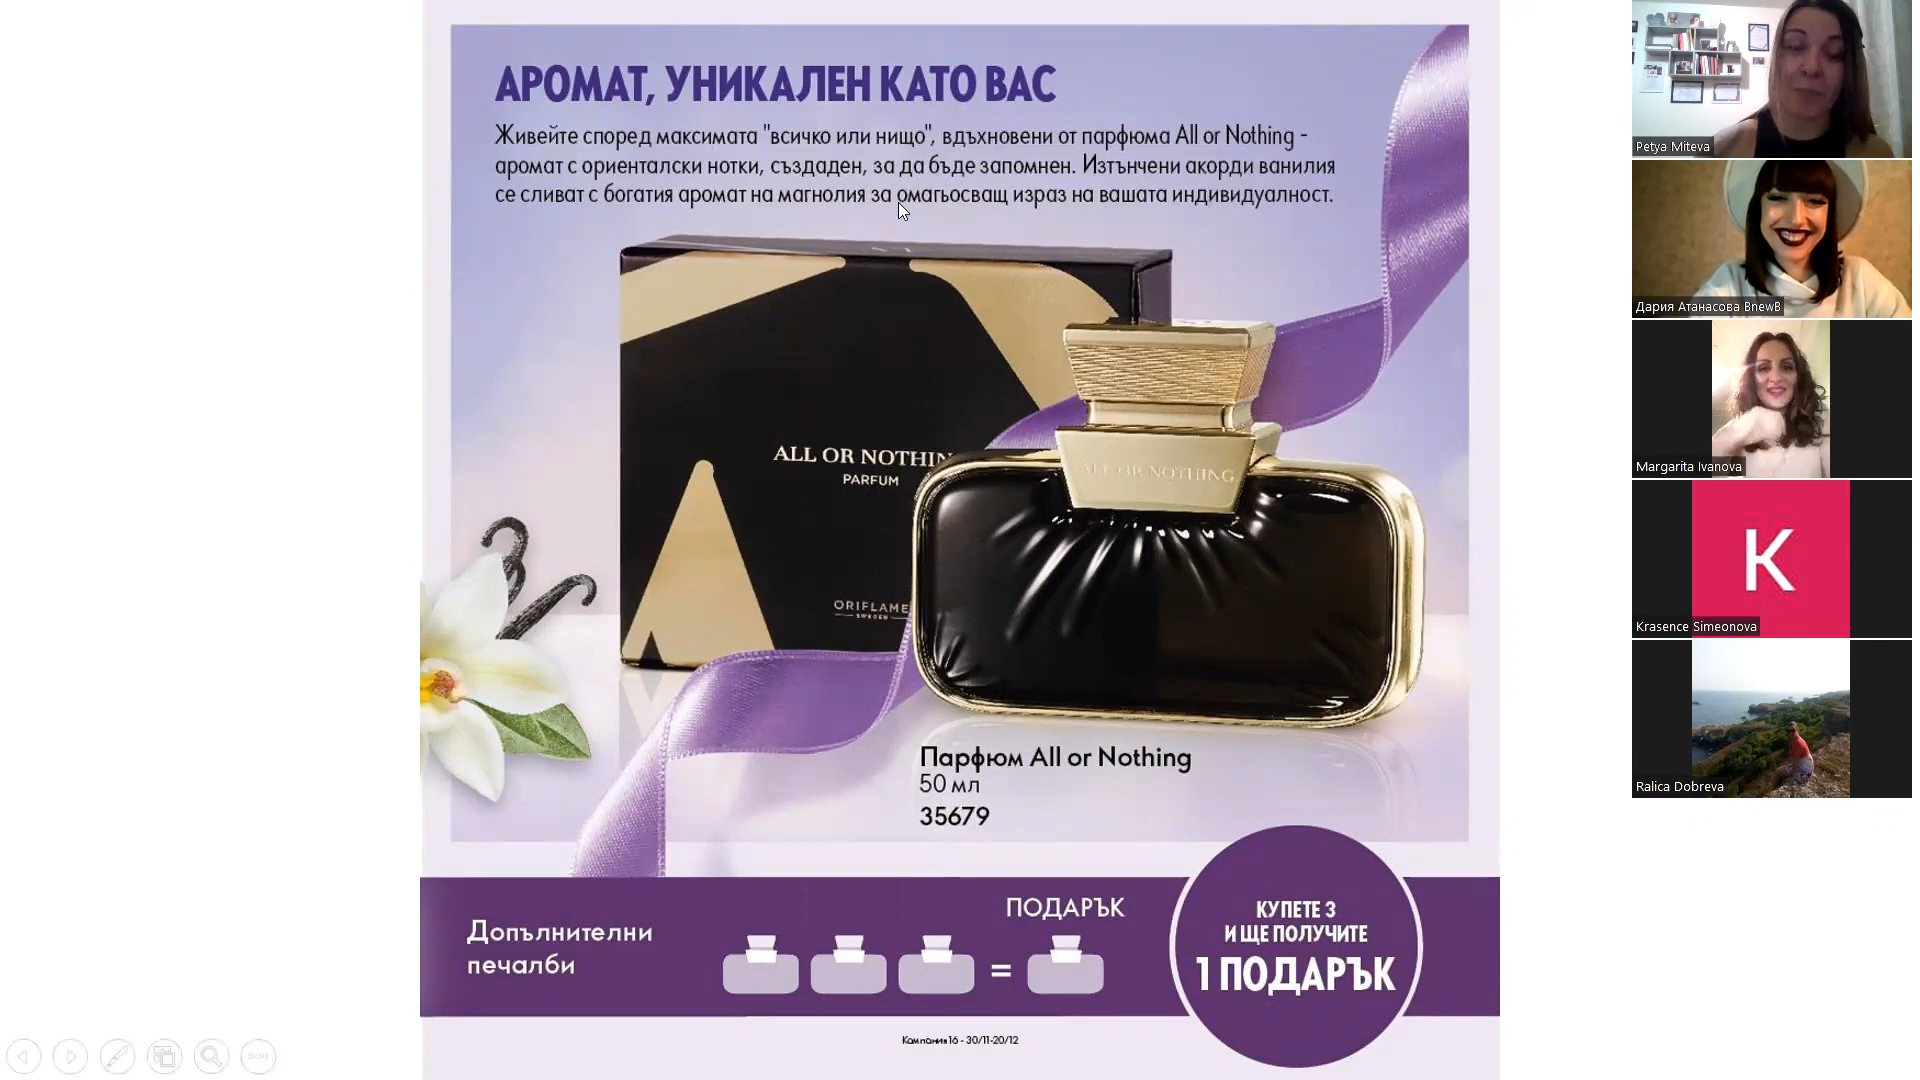 АРОМАТ, УНИКАЛЕН КАТО ВАС
Живейте според максимата "всичко или нищо", вдъхновени от парфюма All or Nothing -
аромат с ориенталски нотки, създаден, за да бъде запомнен. Изтънчени акорди ванилия
се сливат с богатия аромат на магнолия за омагьосващ израз на вашата индивидуалност.
ALL OR NOTHIN
PARFUM
ORIFLAME
SWEDEN
ALL OR NOTHING
Парфюм All or Nothing
50 мл
35679
Допълнителни
печалби
ПОДАРЪК
=
КУПЕТЕ 3
И ЩЕ ПОЛУЧИТЕ
1 ПОДАРЪК
Кампания 16 - 30/11-20/12
Petya Miteva
Дария Атанасова BnewB
Margarita Ivanova
K
Krasence Simeonova
Ralica Dobreva